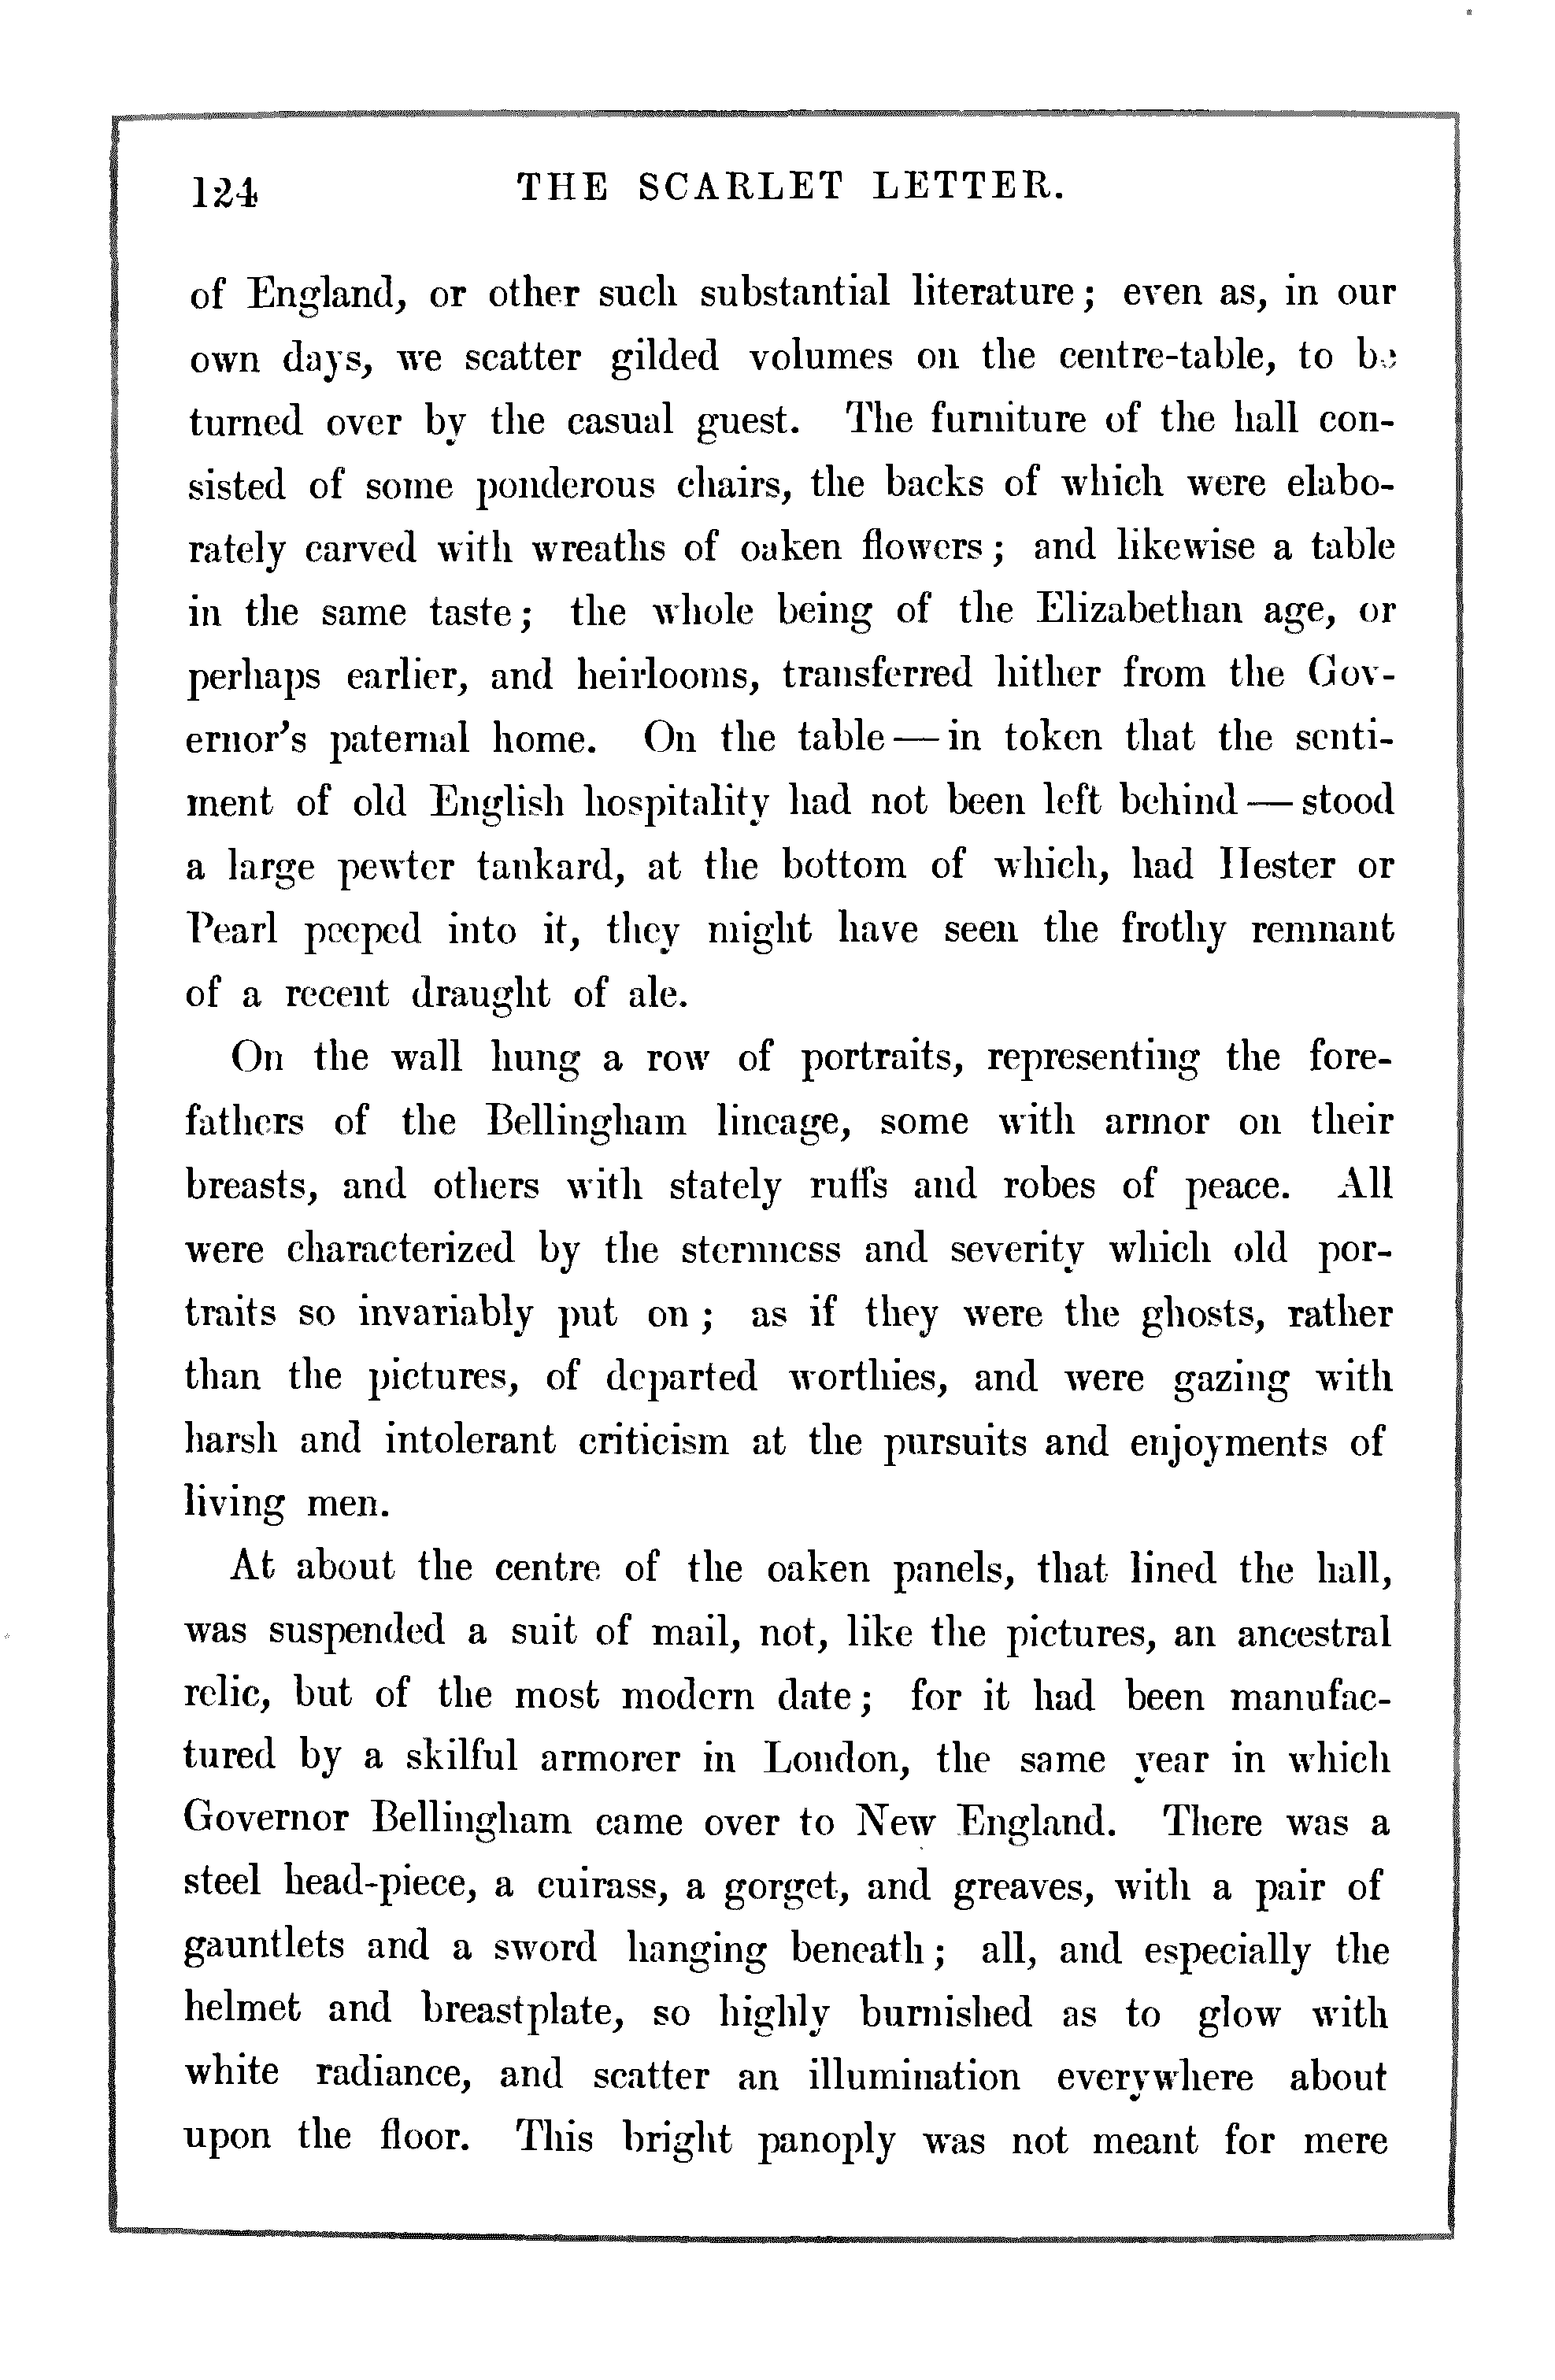 124 THE SCARLET LETTER.
of England, or other such substantial literature; even as, in our
own days, we scatter gilded volumes on the centre-table, to be
turned over by the casual guest. The furniture of the hall con-
sisted of some ponderous chairs, the backs of which were elabo-
rately carved with wreaths of oaken flowers; and likewise a table
in the same taste; the whole being of the Elizabethan age, or
perhaps earlier, and heirlooms, transferred hither from the Gov-
ernor's paternal home. On the table — in token that the senti-
ment of old English hospitality had not been left behind — stood
a large pewter tankard, at the bottom of which, had Hester or
Pearl peeped into it, they might have seen the frothy remnant
of a recent draught of ale.
On the wall hung a row of portraits, representing the fore-
fathers of the Bellingham lineage, some with armor on their
breasts, and others with stately ruffs and robes of peace. All
were characterized by the sternness and severity which old por-
traits so invariably put on; as if they were the ghosts, rather
than the pictures, of departed worthies, and were gazing with
harsh and intolerant criticism at the pursuits and enjoyments of
living men.
At about the centre of the oaken panels, that lined the hall,
was suspended a suit of mail, not, like the pictures, an ancestral
relic, but of the most modern date; for it had been manufac-
tured by a skilful armorer in London, the same year in which
Governor Bellingham came over to New England. There was a
steel head-piece, a cuirass, a gorget, and greaves, with a pair of
gauntlets and a sword hanging beneath; all, and especially the
helmet and breastplate, so highly burnished as to glow with
white radiance, and scatter an illumination everywhere about
upon the floor. This bright panoply was not meant for mere